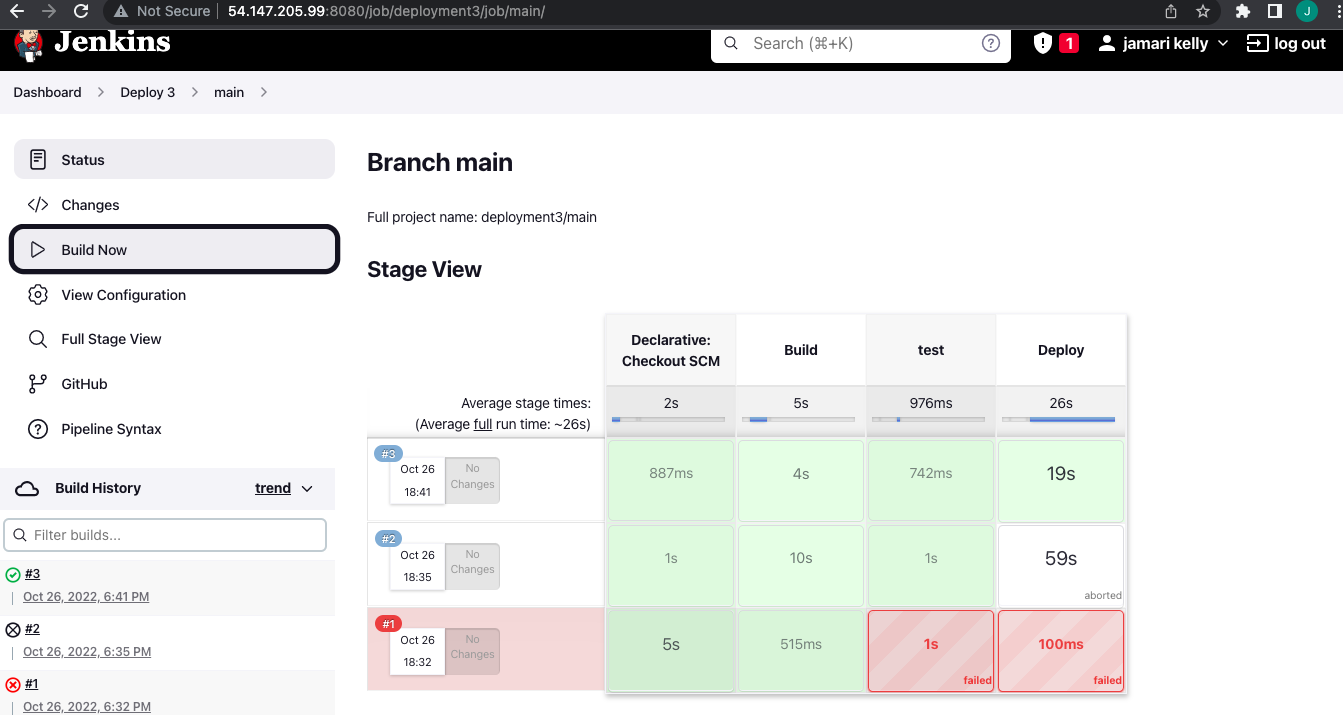 Not Secure 54.147.205.99:8080/job/deployment3/job/main/
J
Jenkins
Search (⌘+K)
?
1
jamari kelly
log out
Dashboard
Deploy 3
main
Status
Changes
Build Now
View Configuration
Full Stage View
GitHub
Pipeline Syntax
Build History
trend
Filter builds...
#3
Oct 26, 2022, 6:41 PM
#2
Oct 26, 2022, 6:35 PM
#1
Oct 26, 2022, 6:32 PM
Branch main
Full project name: deployment3/main
Stage View
Declarative:
Checkout SCM
Build
test
Deploy
Average stage times:
(Average full run time: ~26s)
2s
5s
976ms
26s
#3
Oct 26
18:41
No
Changes
887ms
4s
742ms
19s
#2
Oct 26
18:35
No
Changes
1s
10s
1s
59s
aborted
#1
Oct 26
18:32
No
Changes
5s
515ms
1s
failed
100ms
failed